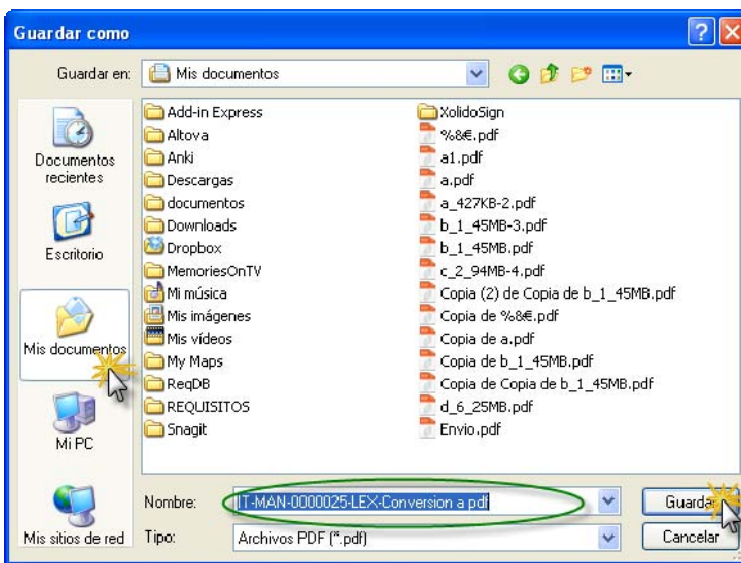 Guardar como
Guardar en:
Mis documentos
Documentos
recientes
Escritorio
Mis documentos
Mi PC
Mis sitios de red
Add-in Express
Altova
Anki
Descargas
documentos
Downloads
Dropbox
MemoriesOnTV
Mi música
Mis imágenes
Mis vídeos
My Maps
ReqDB
REQUISITOS
Snagit
XolidoSign
%&€.pdf
a1.pdf
a.pdf
a_427KB-2.pdf
b_1_45MB-3.pdf
b_1_45MB.pdf
c_2_94MB-4.pdf
Copia (2) de Copia de b_1_45MB.pdf
Copia de %&€.pdf
Copia de a.pdf
Copia de b_1_45MB.pdf
Copia de Copia de b_1_45MB.pdf
d_6_25MB.pdf
Envio.pdf
Nombre:
IT-MAN-0000025-LEX-Conversion a pdf
Guardar
Tipo:
Archivos PDF (*.pdf)
Cancelar